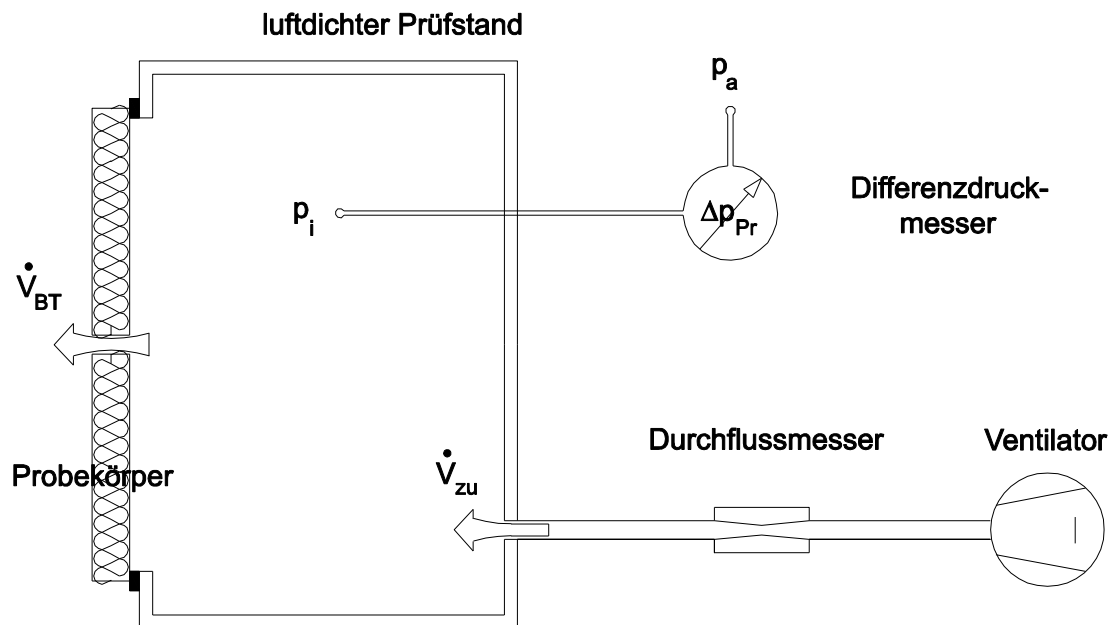 luftdichter Prüfstand
p_a
p_i
Δp_Pr
Differenzdruck-
messer
V̇_BT
Durchflussmesser
Ventilator
Probekörper
V̇_zu